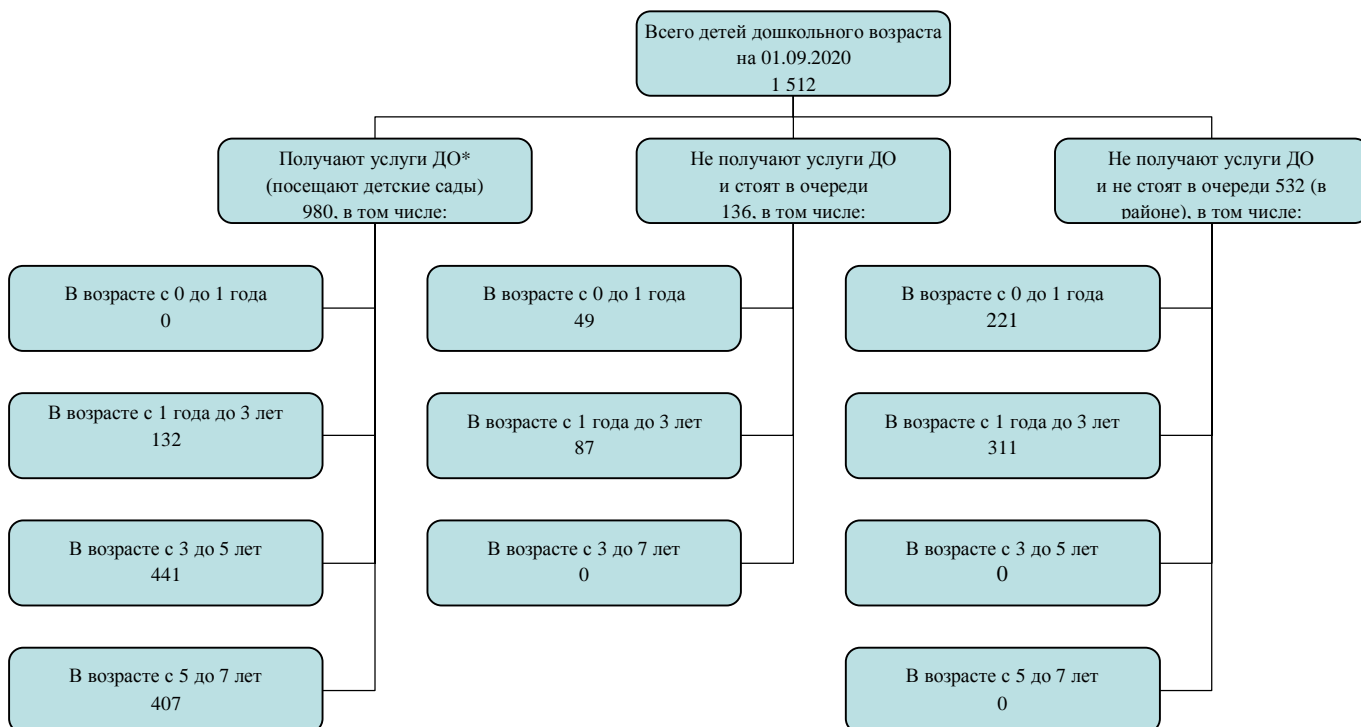 Всего детей дошкольного возраста
на 01.09.2020
1 512
Получают услуги ДО*
(посещают детские сады)
980, в том числе:
Не получают услуги ДО
и стоят в очереди
136, в том числе:
Не получают услуги ДО
и не стоят в очереди 532 (в
районе), в том числе:
В возрасте с 0 до 1 года
0
В возрасте с 1 года до 3 лет
132
В возрасте с 3 до 5 лет
441
В возрасте с 5 до 7 лет
407
В возрасте с 0 до 1 года
49
В возрасте с 1 года до 3 лет
87
В возрасте с 3 до 7 лет
0
В возрасте с 0 до 1 года
221
В возрасте с 1 года до 3 лет
311
В возрасте с 3 до 5 лет
0
В возрасте с 5 до 7 лет
0